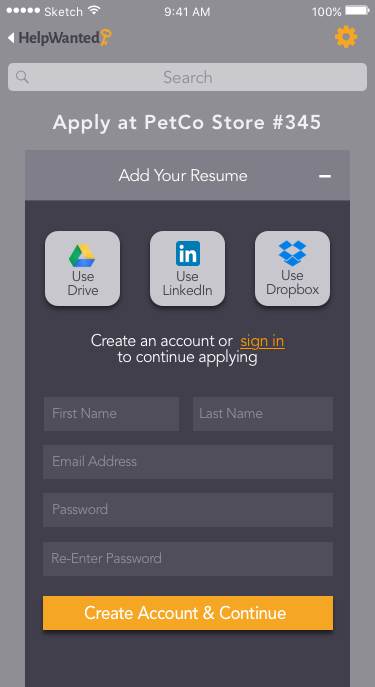 Sketch 9:41 AM 100%
HelpWanted
Search
Apply at PetCo Store #345
Add Your Resume
Use Drive
Use LinkedIn
Use Dropbox
Create an account or sign in
to continue applying
First Name Last Name
Email Address
Password
Re-Enter Password
Create Account & Continue